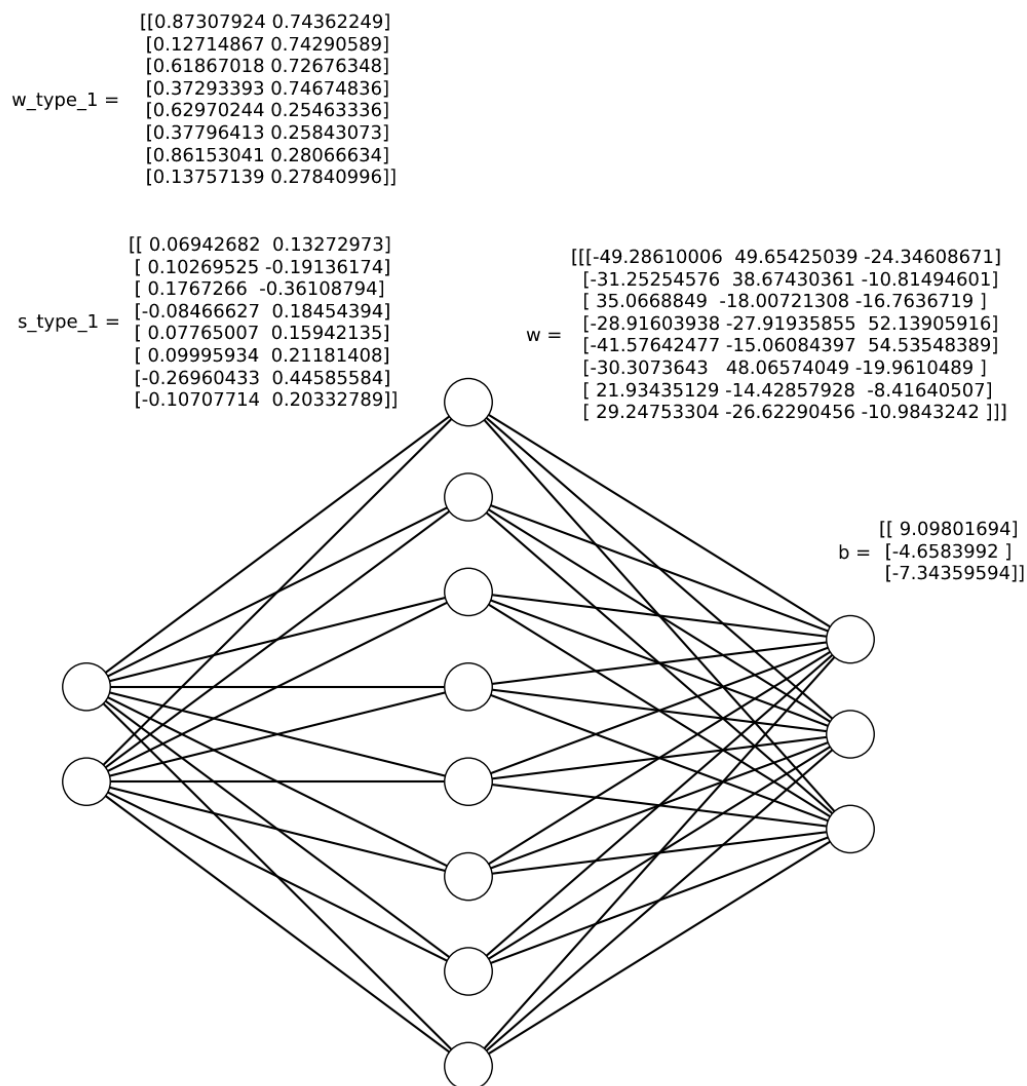 [[0.87307924 0.74362249]
[0.12714867 0.74290589]
[0.61867018 0.72676348]
w_type_1 = [0.37293393 0.74674836]
[0.62970244 0.25463336]
[0.37796413 0.25843073]
[0.86153041 0.28066634]
[0.13757139 0.27840996]]
[[ 0.06942682 0.13272973]
[ 0.10269525 -0.19136174]
[ 0.1767266 -0.36108794]
[-0.08466627 0.18454394]
s_type_1 = [ 0.07765007 0.15942135]
[ 0.09995934 0.21181408]
[-0.26960433 0.44585584]
[-0.10707714 0.20332789]]
[[[-49.28610006 49.65425039 -24.34608671]
[-31.25254576 38.67430361 -10.81494601]
[ 35.0668849 -18.00721308 -16.7636719 ]
[-28.91603938 -27.91935855 52.13905916]
w = [-41.57642477 -15.06084397 54.53548389]
[-30.3073643 48.06574049 -19.9610489 ]
[ 21.93435129 -14.42857928 -8.41640507]
[ 29.24753304 -26.62290456 -10.9843242 ]]]
[[ 9.09801694]
b = [-4.6583992 ]
[-7.34359594]]